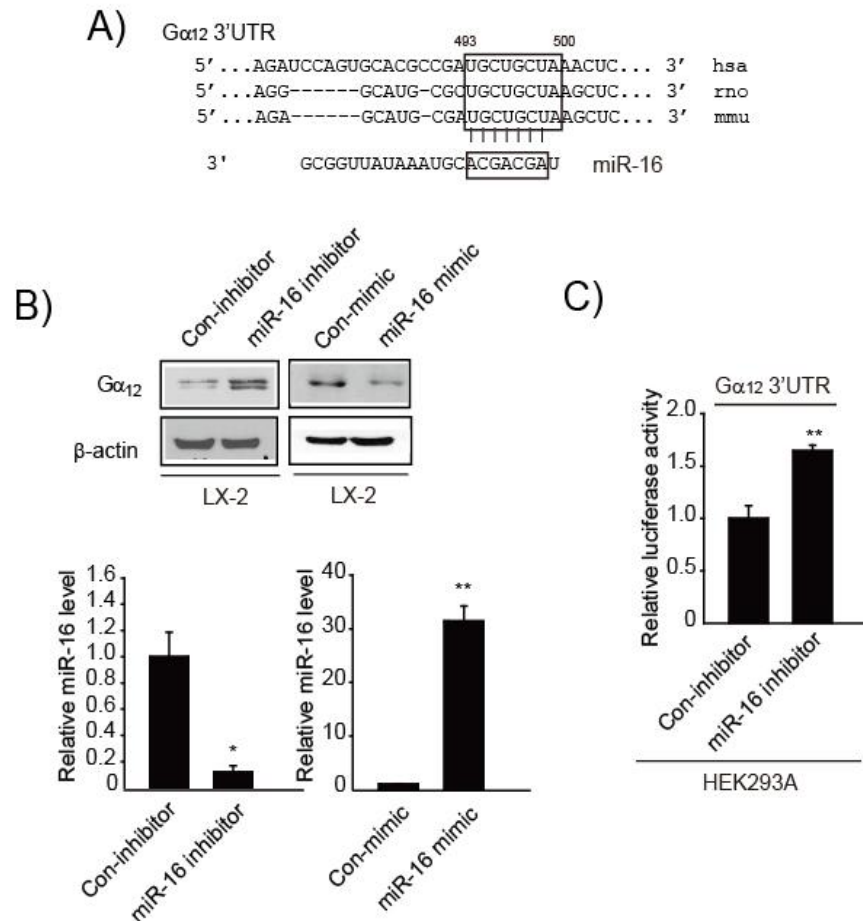 A)
Gα12 3'UTR
493 500
5’...AGAUCCAGUGCACGCCGAUGCUGCUAAACUC... 3’ hsa
5’...AGG------GCAUG-CGCUGCUGCUAAGCUC... 3’ rno
5’...AGA------GCAUG-CGAUGCUGCUAAGCUC... 3’ mmu
3' GCGGUUAUAAAUGCACGACGAU miR-16
B)
Con-inhibitor miR-16 inhibitor Con-mimic miR-16 mimic
Gα12
β-actin
LX-2 LX-2
Relative miR-16 level
1.6
1.4
1.2
1.0
0.8
0.6
0.4
0.2
0
*
Con-inhibitor miR-16 inhibitor
Relative miR-16 level
40
30
20
10
0
**
Con-mimic miR-16 mimic
C)
Gα12 3'UTR
Relative luciferase activity
2.0
1.5
1.0
0.5
0
**
Con-inhibitor miR-16 inhibitor
HEK293A